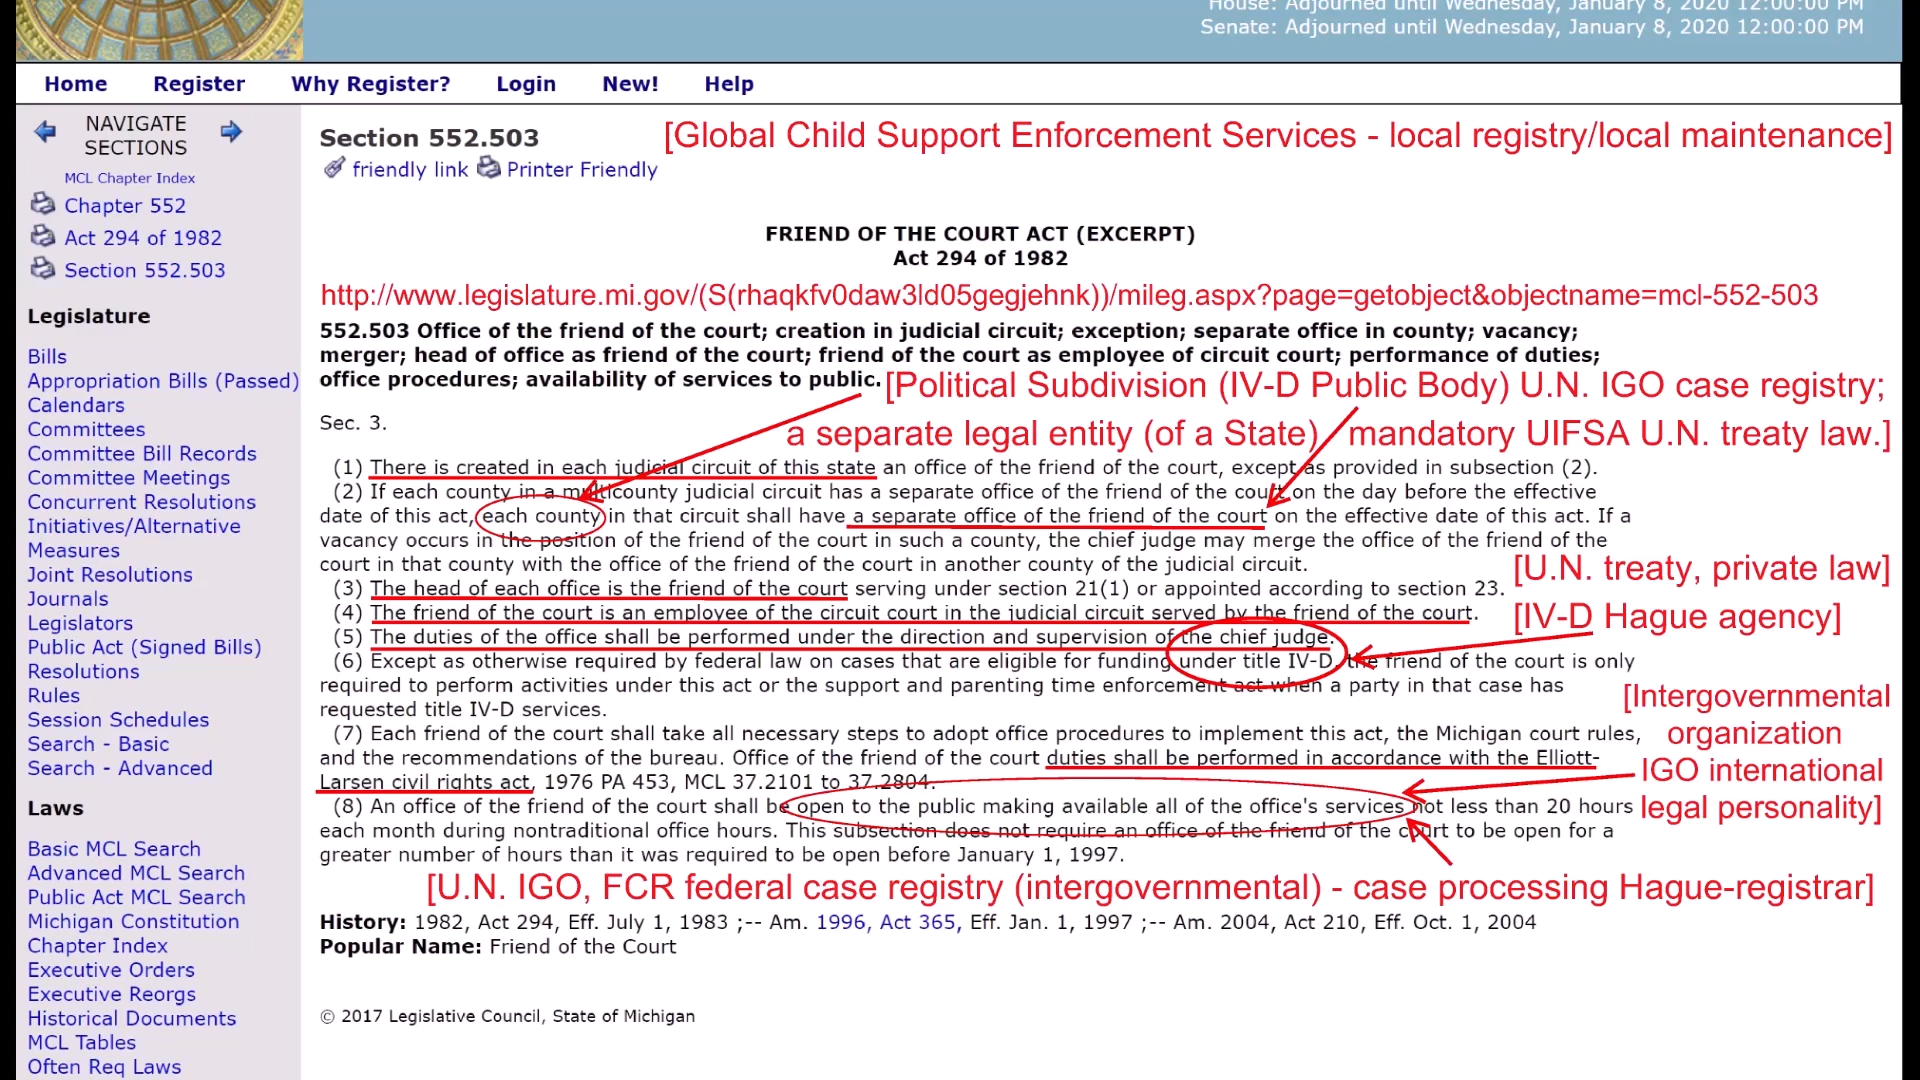 House: Adjourned until Wednesday, January 8, 2020 12:00:00 PM
Senate: Adjourned until Wednesday, January 8, 2020 12:00:00 PM
Home Register Why Register? Login New! Help
NAVIGATE
SECTIONS
MCL Chapter Index
Chapter 552
Act 294 of 1982
Section 552.503
Legislature
Bills
Appropriation Bills (Passed)
Calendars
Committees
Committee Bill Records
Committee Meetings
Concurrent Resolutions
Initiatives/Alternative
Measures
Joint Resolutions
Journals
Legislators
Public Act (Signed Bills)
Resolutions
Rules
Session Schedules
Search - Basic
Search - Advanced
Laws
Basic MCL Search
Advanced MCL Search
Public Act MCL Search
Michigan Constitution
Chapter Index
Executive Orders
Executive Reorgs
Historical Documents
MCL Tables
Often Req Laws
Section 552.503 [Global Child Support Enforcement Services - local registry/local maintenance]
friendly link Printer Friendly
FRIEND OF THE COURT ACT (EXCERPT)
Act 294 of 1982
http://www.legislature.mi.gov/(S(rhaqkfv0daw3ld05gegjehnk))/mileg.aspx?page=getobject&objectname=mcl-552-503
552.503 Office of the friend of the court; creation in judicial circuit; exception; separate office in county; vacancy;
merger; head of office as friend of the court; friend of the court as employee of circuit court; performance of duties;
office procedures; availability of services to public. [Political Subdivision (IV-D Public Body) U.N. IGO case registry;
Sec. 3.
a separate legal entity (of a State) mandatory UIFSA U.N. treaty law.]
(1) There is created in each judicial circuit of this state an office of the friend of the court, except as provided in subsection (2).
(2) If each county in a multicounty judicial circuit has a separate office of the friend of the court on the day before the effective
date of this act, each county in that circuit shall have a separate office of the friend of the court on the effective date of this act. If a
vacancy occurs in the position of the friend of the court in such a county, the chief judge may merge the office of the friend of the
court in that county with the office of the friend of the court in another county of the judicial circuit.
[U.N. treaty, private law]
(3) The head of each office is the friend of the court serving under section 21(1) or appointed according to section 23.
(4) The friend of the court is an employee of the circuit court in the judicial circuit served by the friend of the court.
[IV-D Hague agency]
(5) The duties of the office shall be performed under the direction and supervision of the chief judge.
(6) Except as otherwise required by federal law on cases that are eligible for funding under title IV-D, the friend of the court is only
required to perform activities under this act or the support and parenting time enforcement act when a party in that case has
requested title IV-D services.
[Intergovernmental
organization
IGO international
legal personality]
(7) Each friend of the court shall take all necessary steps to adopt office procedures to implement this act, the Michigan court rules,
and the recommendations of the bureau. Office of the friend of the court duties shall be performed in accordance with the Elliott-
Larsen civil rights act, 1976 PA 453, MCL 37.2101 to 37.2804.
(8) An office of the friend of the court shall be open to the public making available all of the office's services not less than 20 hours
each month during nontraditional office hours. This subsection does not require an office of the friend of the court to be open for a
greater number of hours than it was required to be open before January 1, 1997.
[U.N. IGO, FCR federal case registry (intergovernmental) - case processing Hague-registrar]
History: 1982, Act 294, Eff. July 1, 1983 ;-- Am. 1996, Act 365, Eff. Jan. 1, 1997 ;-- Am. 2004, Act 210, Eff. Oct. 1, 2004
Popular Name: Friend of the Court
© 2017 Legislative Council, State of Michigan